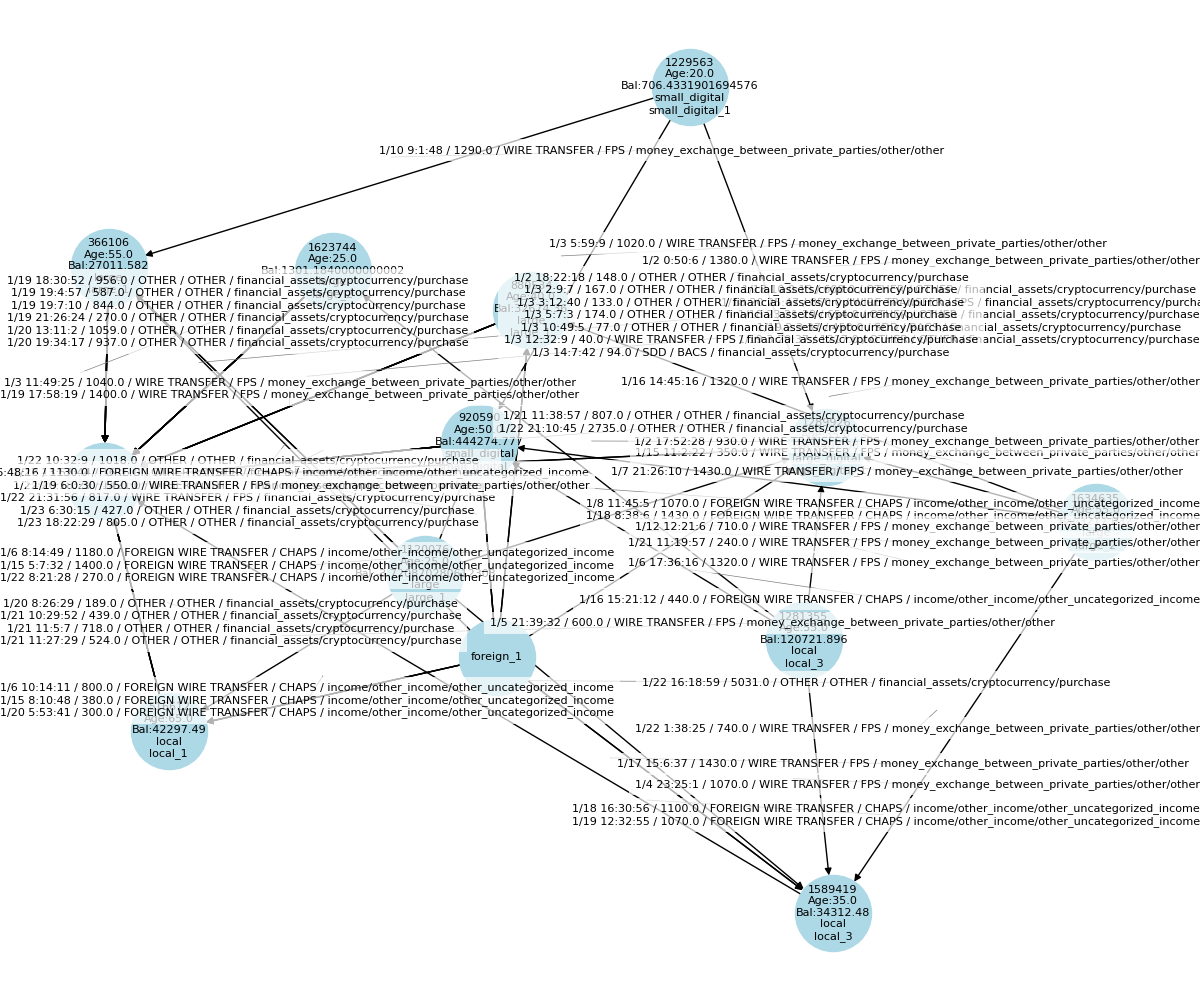 1229563
Age:20.0
Bal:706.4331901694576
small_digital
small_digital_1
1/10 9:1:48 / 1290.0 / WIRE TRANSFER / FPS / money_exchange_between_private_parties/other/other
366106
Age:55.0
Bal:27011.582
1623744
Age:25.0
Bal:1301.1840000000002
1/3 5:59:9 / 1020.0 / WIRE TRANSFER / FPS / money_exchange_between_private_parties/other/other
1/2 0:50:6 / 1380.0 / WIRE TRANSFER / FPS / money_exchange_between_private_parties/other
1/19 18:30:52 / 956.0 / OTHER / OTHER / financial_assets/cryptocurrency/purchase
1/19 19:4:57 / 587.0 / OTHER / OTHER / financial_assets/cryptocurrency/purchase
1/19 19:7:10 / 844.0 / OTHER / OTHER / financial_assets/cryptocurrency/purchase
1/19 21:26:24 / 270.0 / OTHER / OTHER / financial_assets/cryptocurrency/purchase
1/20 13:11:2 / 1059.0 / OTHER / OTHER / financial_assets/cryptocurrency/purchase
1/20 19:34:17 / 937.0 / OTHER / OTHER / financial_assets/cryptocurrency/purchase
1/2 18:22:18 / 148.0 / OTHER / OTHER / financial_assets/cryptocurrency/purchase
1/3 2:9:7 / 167.0 / OTHER / OTHER / financial_assets/cryptocurrency/purchase
1/3 3:12:40 / 133.0 / OTHER / OTHER / financial_assets/cryptocurrency/purchase
1/3 5:7:3 / 174.0 / OTHER / OTHER / financial_assets/cryptocurrency/purchase
1/3 10:49:5 / 77.0 / OTHER / OTHER / financial_assets/cryptocurrency/purchase
1/3 12:32:9 / 40.0 / WIRE TRANSFER / FPS / financial_assets/cryptocurrency/purchase
1/3 14:7:42 / 94.0 / SDD / BACS / financial_assets/cryptocurrency/purchase
1/3 11:49:25 / 1040.0 / WIRE TRANSFER / FPS / money_exchange_between_private_parties/other/other
1/19 17:58:19 / 1400.0 / WIRE TRANSFER / FPS / money_exchange_between_private_parties/other/other
1/16 14:45:16 / 1320.0 / WIRE TRANSFER / FPS / money_exchange_between_private_parties/other
920590
Age:50
Bal:444274.777
small_digital
1/21 11:38:57 / 807.0 / OTHER / OTHER / financial_assets/cryptocurrency/purchase
1/22 21:10:45 / 2735.0 / OTHER / OTHER / financial_assets/cryptocurrency/purchase
1/2 17:52:28 / 930.0 / WIRE TRANSFER / FPS / money_exchange_between_private_parties/other
1/15 11:2:22 / 350.0 / WIRE TRANSFER / FPS / money_exchange_between_private_parties/other
1/7 21:26:10 / 1430.0 / WIRE TRANSFER / FPS / money_exchange_between_private_parties/other/other
1/22 10:32:9 / 1018.0 / OTHER / OTHER / financial_assets/cryptocurrency/purchase
5:48:16 / 1130.0 / FOREIGN WIRE TRANSFER / CHAPS / income/other_income/other_uncategorized_income
1/19 6:0:30 / 550.0 / money_exchange_between_private_parties/other/other
1/22 21:31:56 / 817.0 / financial_assets/cryptocurrency/purchase
1/23 6:30:15 / 427.0 / OTHER / OTHER / financial_assets/cryptocurrency/purchase
1/23 18:22:29 / 805.0 / OTHER / OTHER / financial_assets/cryptocurrency/purchase
1634635
1/8 11:45:5 / 1070.0 / FOREIGN WIRE TRANSFER / CHAPS / income/other_income/other_uncategorized_income
1/18 8:38:6 / 1430.0 /
1/12 12:21:6 / 710.0 / WIRE TRANSFER / FPS / money_exchange_between_private_parties/other
1/21 11:19:57 / 240.0 / WIRE TRANSFER / FPS / money_exchange_between_private_parties/other
1/6 17:36:16 / 1320.0 / WIRE TRANSFER / FPS / money_exchange_between_private_parties/other
1/6 8:14:49 / 1180.0 / FOREIGN WIRE TRANSFER / CHAPS / income/other_income/other_uncategorized_income
1/15 5:7:32 / 1400.0 / FOREIGN WIRE TRANSFER / CHAPS / income/other_income/other_uncategorized_income
1/22 8:21:28 / 270.0 / FOREIGN WIRE TRANSFER / CHAPS / income/other_income/other_uncategorized_income
large
large_1
1/16 15:21:12 / 440.0 / FOREIGN WIRE TRANSFER / CHAPS / income/other_income/other_uncategorized_income
1/20 8:26:29 / 189.0 / OTHER / OTHER / financial_assets/cryptocurrency/purchase
1/21 10:29:52 / 439.0 / OTHER / OTHER / financial_assets/cryptocurrency/purchase
1/21 11:5:7 / 718.0 / OTHER / OTHER / financial_assets/cryptocurrency/purchase
1/21 11:27:29 / 524.0 / OTHER / OTHER / financial_assets/cryptocurrency/purchase
1/5 21:39:32 / 600.0 / WIRE TRANSFER / FPS / money_exchange_between_private_parties/other/other
1281355
Bal:120721.896
local
local_3
foreign_1
1/22 16:18:59 / 5031.0 / OTHER / OTHER / financial_assets/cryptocurrency/purchase
1/6 10:14:11 / 800.0 / FOREIGN WIRE TRANSFER / CHAPS / income/other_income/other_uncategorized_income
1/15 8:10:48 / 380.0 / FOREIGN WIRE TRANSFER / CHAPS / income/other_income/other_uncategorized_income
1/20 5:53:41 / 300.0 / FOREIGN WIRE TRANSFER / CHAPS / income/other_income/other_uncategorized_income
Age:65.0
Bal:42297.49
local
local_1
1/22 1:38:25 / 740.0 / WIRE TRANSFER / FPS / money_exchange_between_private_parties/other
1/17 15:6:37 / 1430.0 / WIRE TRANSFER / FPS / money_exchange_between_private_parties/other/other
1/4 23:25:1 / 1070.0 / WIRE TRANSFER / FPS / money_exchange_between_private_parties/other
1/18 16:30:56 / 1100.0 / FOREIGN WIRE TRANSFER / CHAPS / income/other_income/other_uncategorized_income
1/19 12:32:55 / 1070.0 / FOREIGN WIRE TRANSFER / CHAPS / income/other_income/other_uncategorized_income
1589419
Age:35.0
Bal:34312.48
local
local_3